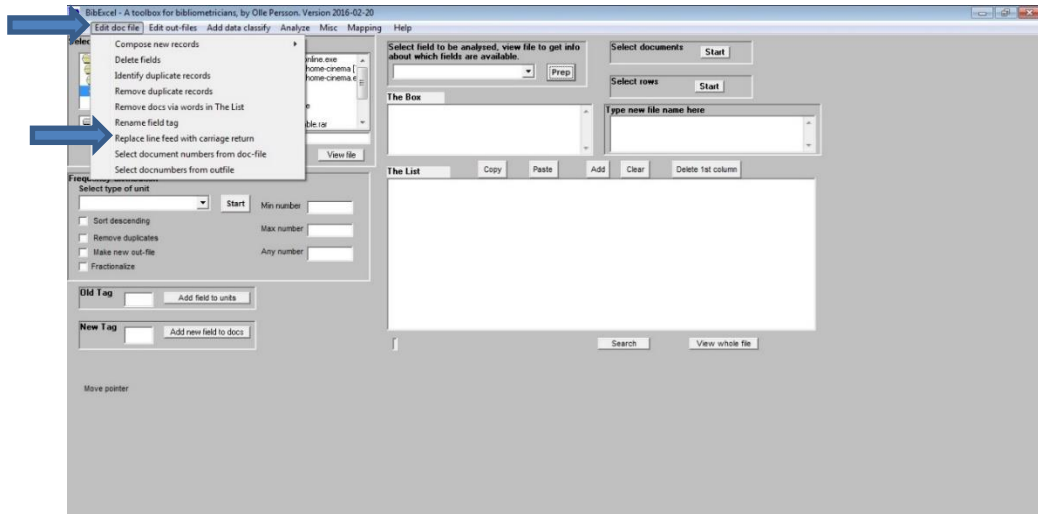 BibExcel - A toolbox for bibliometricians, by Olle Persson. Version 2016-02-20
Edit doc file Edit out-files Add data classify Analyze Misc Mapping Help
Compose new records
Delete fields
Identify duplicate records
Remove duplicate records
Remove docs via words in The List
Rename field tag
Replace line feed with carriage return
Select document numbers from doc-file
Select docnumbers from outfile
View file
Select type of unit
Start
Sort descending
Remove duplicates
Make new out-file
Fractionalize
Min number
Max number
Any number
Old Tag
Add field to units
New Tag
Add new field to docs
Move pointer
Select field to be analysed, view file to get info
about which fields are available.
Prep
Select documents Start
Select rows Start
The Box
Type new file name here
The List Copy Paste Add Clear Delete 1st column
Search View whole file